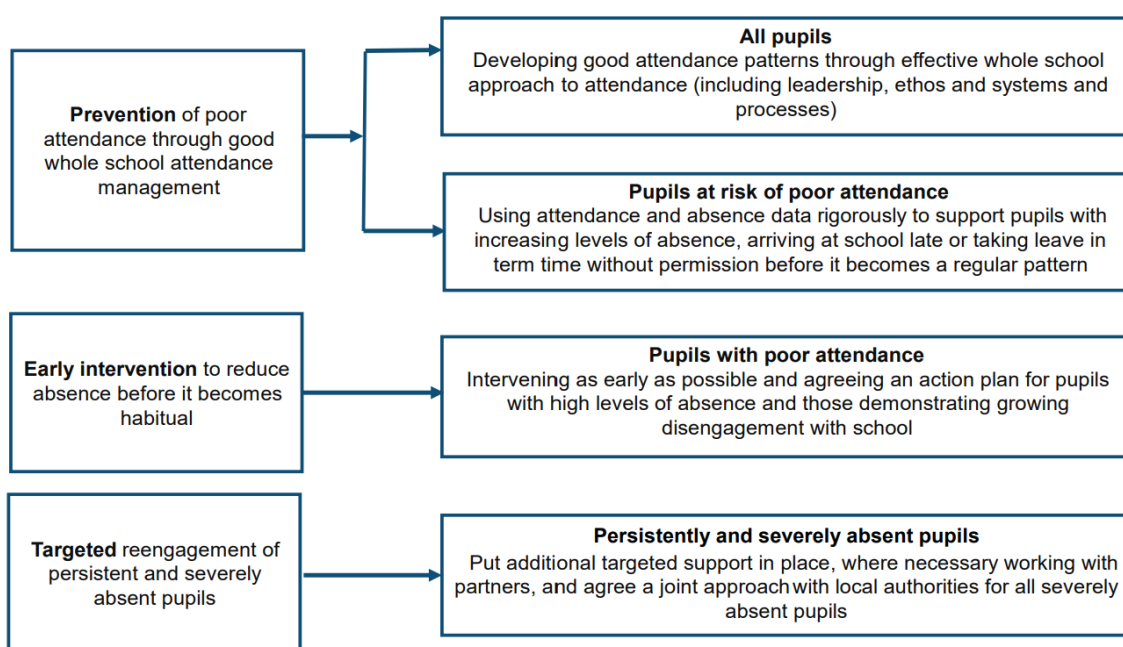 Prevention of poor
attendance through good
whole school attendance
management
All pupils
Developing good attendance patterns through effective whole school
approach to attendance (including leadership, ethos and systems and
processes)
Pupils at risk of poor attendance
Using attendance and absence data rigorously to support pupils with
increasing levels of absence, arriving at school late or taking leave in
term time without permission before it becomes a regular pattern
Early intervention to reduce
absence before it becomes
habitual
Pupils with poor attendance
Intervening as early as possible and agreeing an action plan for pupils
with high levels of absence and those demonstrating growing
disengagement with school
Targeted reengagement of
persistent and severely
absent pupils
Persistently and severely absent pupils
Put additional targeted support in place, where necessary working with
partners, and agree a joint approach with local authorities for all severely
absent pupils